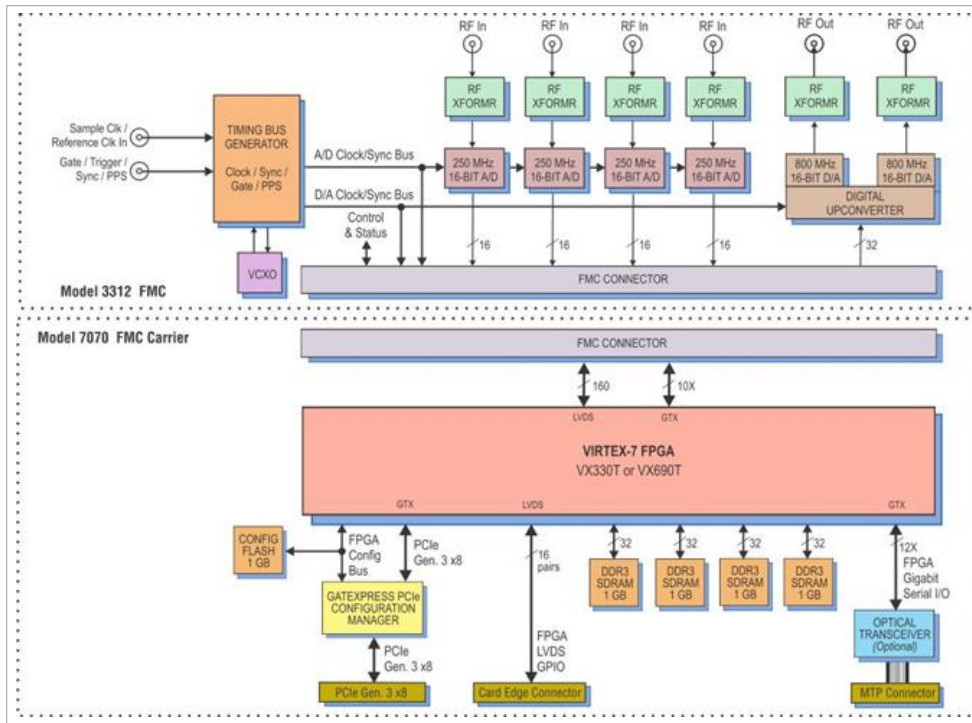 RF In
RF In
RF In
RF In
RF Out
RF Out
RF
XFORMR
RF
XFORMR
RF
XFORMR
RF
XFORMR
RF
XFORMR
RF
XFORMR
Sample Clk /
Reference Clk In
Gate / Trigger /
Sync / PPS
TIMING BUS
GENERATOR
Clock / Sync /
Gate / PPS
VCXO
A/D Clock/Sync Bus
D/A Clock/Sync Bus
Control
& Status
250 MHz
16-BIT A/D
250 MHz
16-BIT A/D
250 MHz
16-BIT A/D
250 MHz
16-BIT A/D
800 MHz
16-BIT D/A
800 MHz
16-BIT D/A
DIGITAL
UPCONVERTER
16
16
16
16
32
FMC CONNECTOR
Model 3312 FMC
Model 7070 FMC Carrier
FMC CONNECTOR
160
10X
LVDS
GTX
VIRTEX-7 FPGA
VX330T or VX690T
GTX
LVDS
GTX
CONFIG
FLASH
1 GB
FPGA
Config
Bus
PCIe
Gen. 3 x8
GATEXPRESS PCIe
CONFIGURATION
MANAGER
PCIe
Gen. 3 x8
PCIe Gen. 3 x8
16
pairs
FPGA
LVDS
GPIO
Card Edge Connector
32
32
32
32
DDR3
SDRAM
1 GB
DDR3
SDRAM
1 GB
DDR3
SDRAM
1 GB
DDR3
SDRAM
1 GB
12X
FPGA
Gigabit
Serial I/O
OPTICAL
TRANSCEIVER
(Optional)
MTP Connector